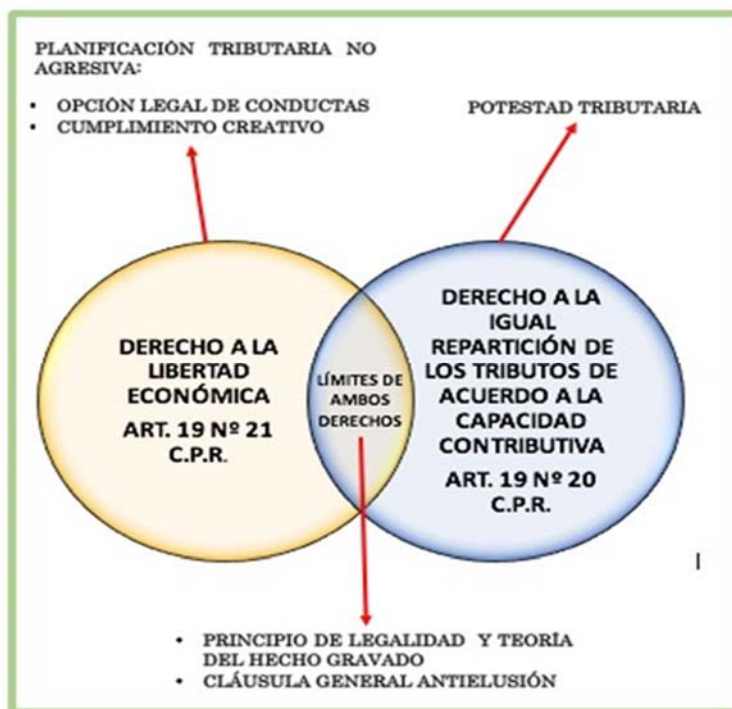 PLANIFICACIÓN TRIBUTARIA NO
AGRESIVA:
• OPCIÓN LEGAL DE CONDUCTAS
• CUMPLIMIENTO CREATIVO
POTESTAD TRIBUTARIA
DERECHO A LA
LIBERTAD
ECONÓMICA
ART. 19 Nº 21
C.P.R.
LÍMITES DE
AMBOS
DERECHOS
DERECHO A LA
IGUAL
REPARTICIÓN DE
LOS TRIBUTOS DE
ACUERDO A LA
CAPACIDAD
CONTRIBUTIVA
ART. 19 Nº 20
C.P.R.
• PRINCIPIO DE LEGALIDAD Y TEORÍA
DEL HECHO GRAVADO
• CLÁUSULA GENERAL ANTIELUSIÓN